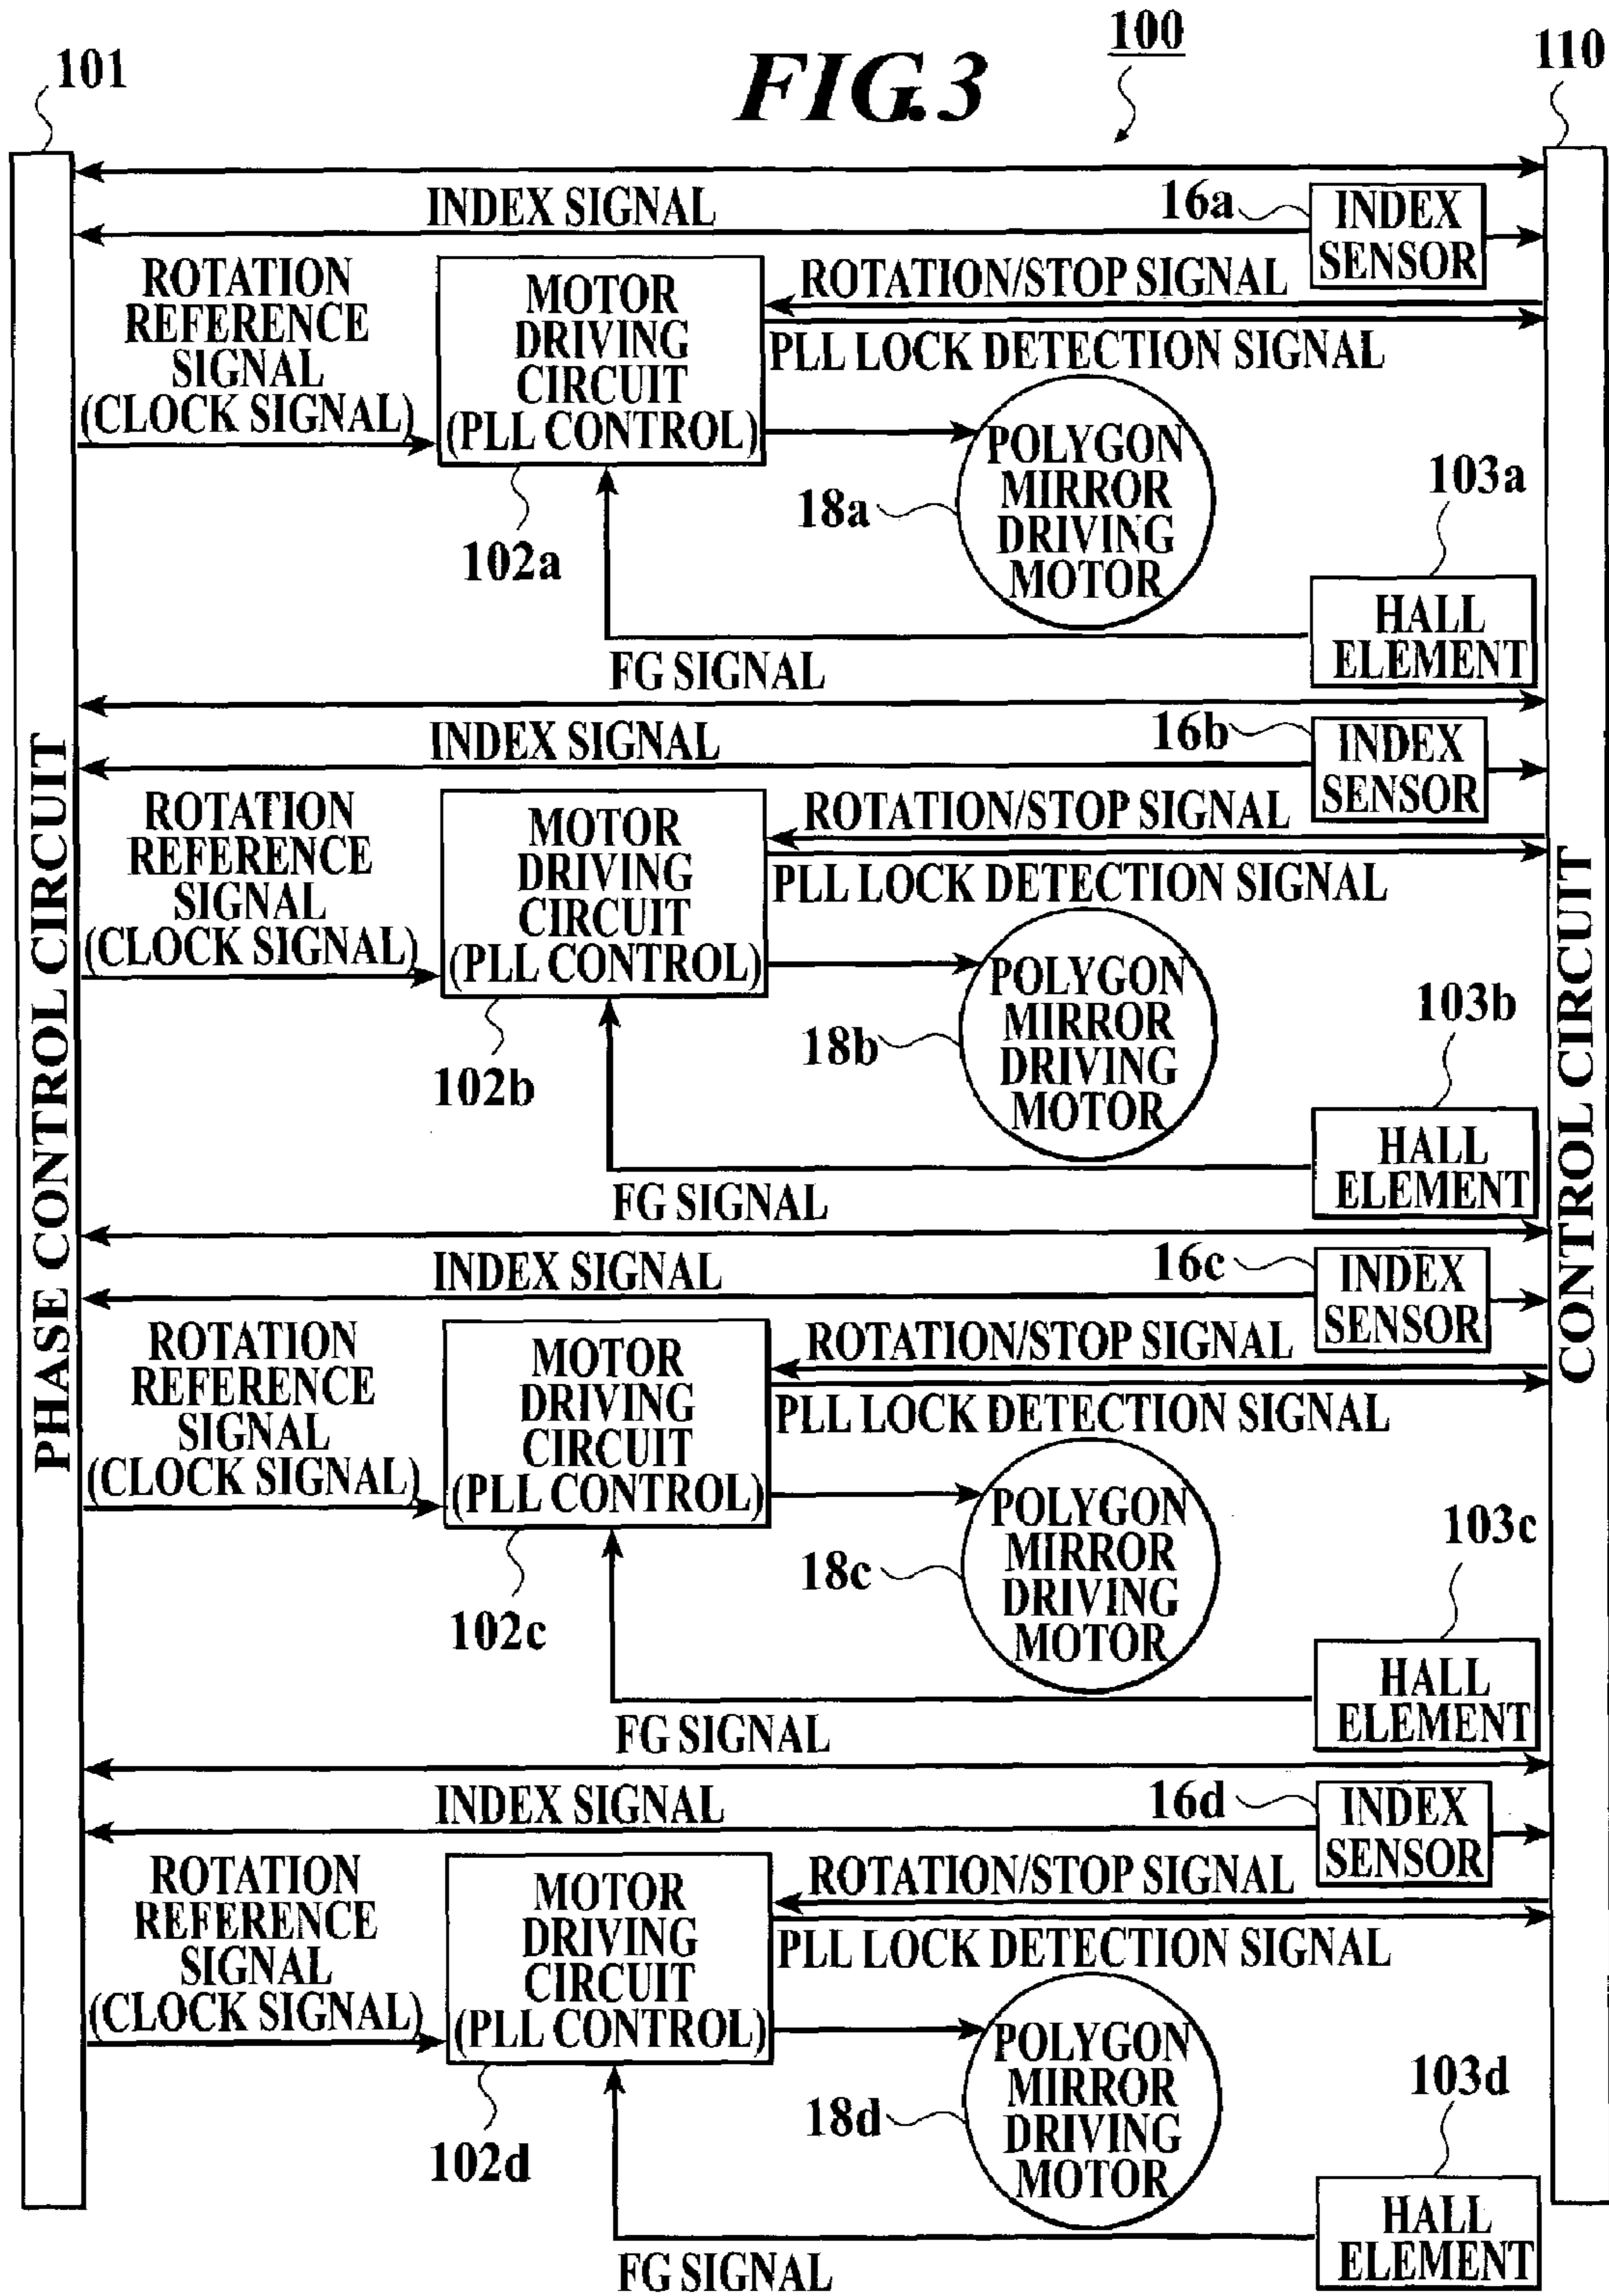 FIG.3
100
101
110
INDEX SIGNAL
16a
INDEX
SENSOR
ROTATION
REFERENCE
SIGNAL
(CLOCK SIGNAL)
MOTOR
DRIVING
CIRCUIT
(PLL CONTROL)
ROTATION/STOP SIGNAL
PLL LOCK DETECTION SIGNAL
102a
18a
POLYGON
MIRROR
DRIVING
MOTOR
103a
HALL
ELEMENT
FG SIGNAL
PHASE CONTROL CIRCUIT
CONTROL CIRCUIT
INDEX SIGNAL
16b
INDEX
SENSOR
ROTATION
REFERENCE
SIGNAL
(CLOCK SIGNAL)
MOTOR
DRIVING
CIRCUIT
(PLL CONTROL)
ROTATION/STOP SIGNAL
PLL LOCK DETECTION SIGNAL
102b
18b
POLYGON
MIRROR
DRIVING
MOTOR
103b
HALL
ELEMENT
FG SIGNAL
INDEX SIGNAL
16c
INDEX
SENSOR
ROTATION
REFERENCE
SIGNAL
(CLOCK SIGNAL)
MOTOR
DRIVING
CIRCUIT
(PLL CONTROL)
ROTATION/STOP SIGNAL
PLL LOCK DETECTION SIGNAL
102c
18c
POLYGON
MIRROR
DRIVING
MOTOR
103c
HALL
ELEMENT
FG SIGNAL
INDEX SIGNAL
16d
INDEX
SENSOR
ROTATION
REFERENCE
SIGNAL
(CLOCK SIGNAL)
MOTOR
DRIVING
CIRCUIT
(PLL CONTROL)
ROTATION/STOP SIGNAL
PLL LOCK DETECTION SIGNAL
102d
18d
POLYGON
MIRROR
DRIVING
MOTOR
103d
HALL
ELEMENT
FG SIGNAL